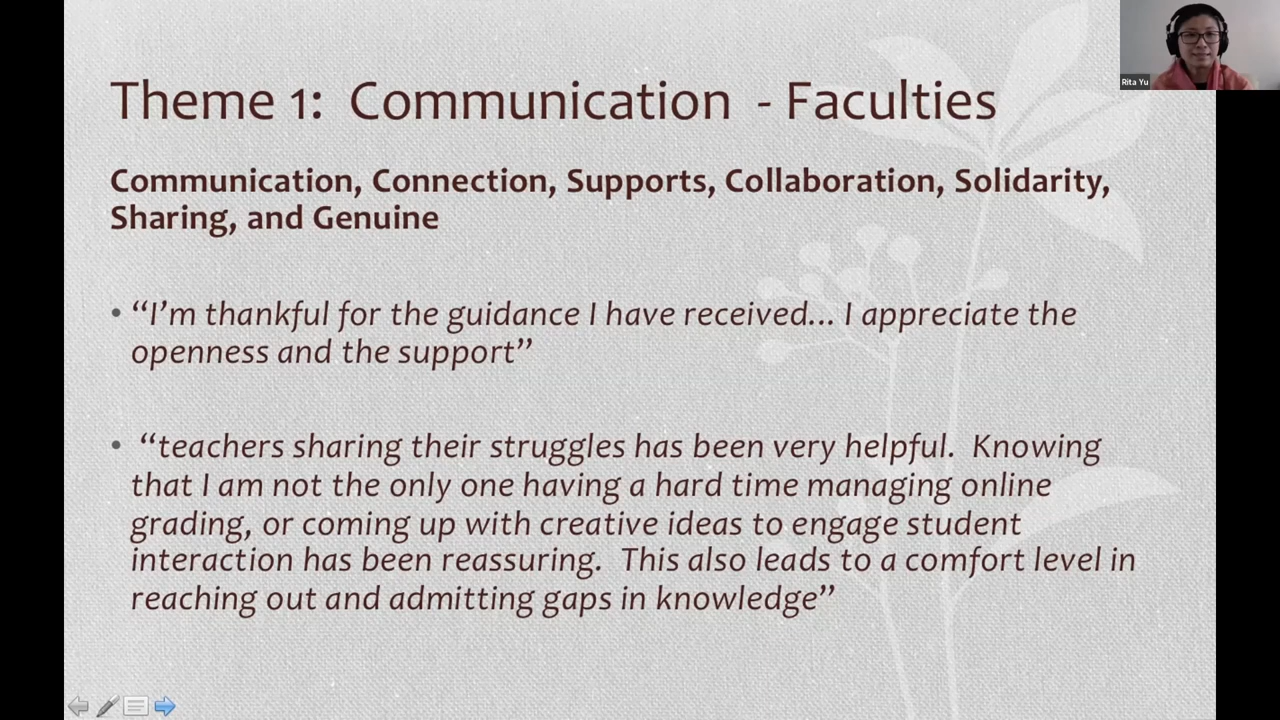 Rita Yu
Theme 1: Communication - Faculties
Communication, Connection, Supports, Collaboration, Solidarity,
Sharing, and Genuine
• “I’m thankful for the guidance I have received... I appreciate the
openness and the support”
• “teachers sharing their struggles has been very helpful. Knowing
that I am not the only one having a hard time managing online
grading, or coming up with creative ideas to engage student
interaction has been reassuring. This also leads to a comfort level in
reaching out and admitting gaps in knowledge”